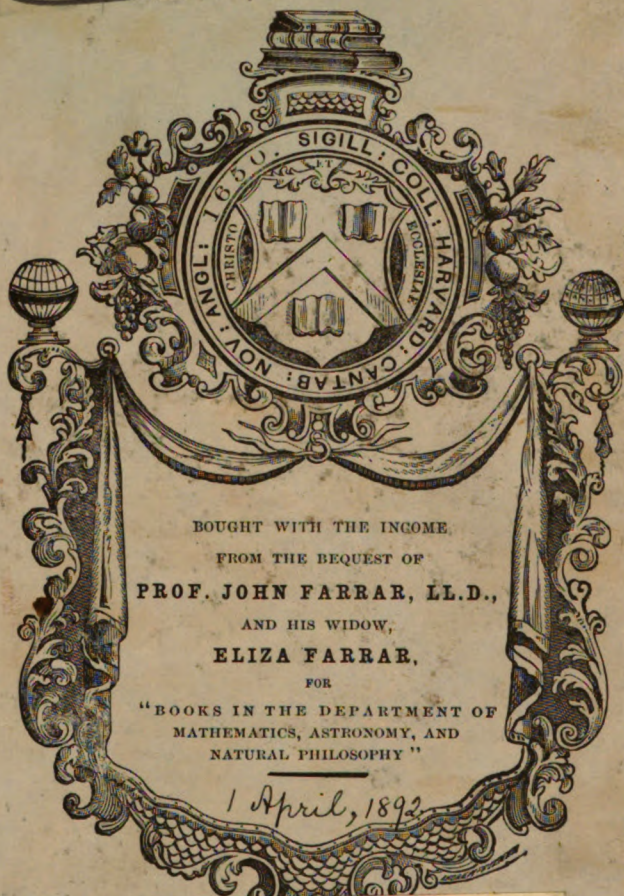 SIGILL: COLL: HARVARD: CANTAB: NOV: ANGL: 1650.
ET
CHRISTO
ECCLESIAE
BOUGHT WITH THE INCOME
FROM THE BEQUEST OF
PROF. JOHN FARRAR, LL.D.,
AND HIS WIDOW,
ELIZA FARRAR,
FOR
"BOOKS IN THE DEPARTMENT OF
MATHEMATICS, ASTRONOMY, AND
NATURAL PHILOSOPHY"
1 April, 1892